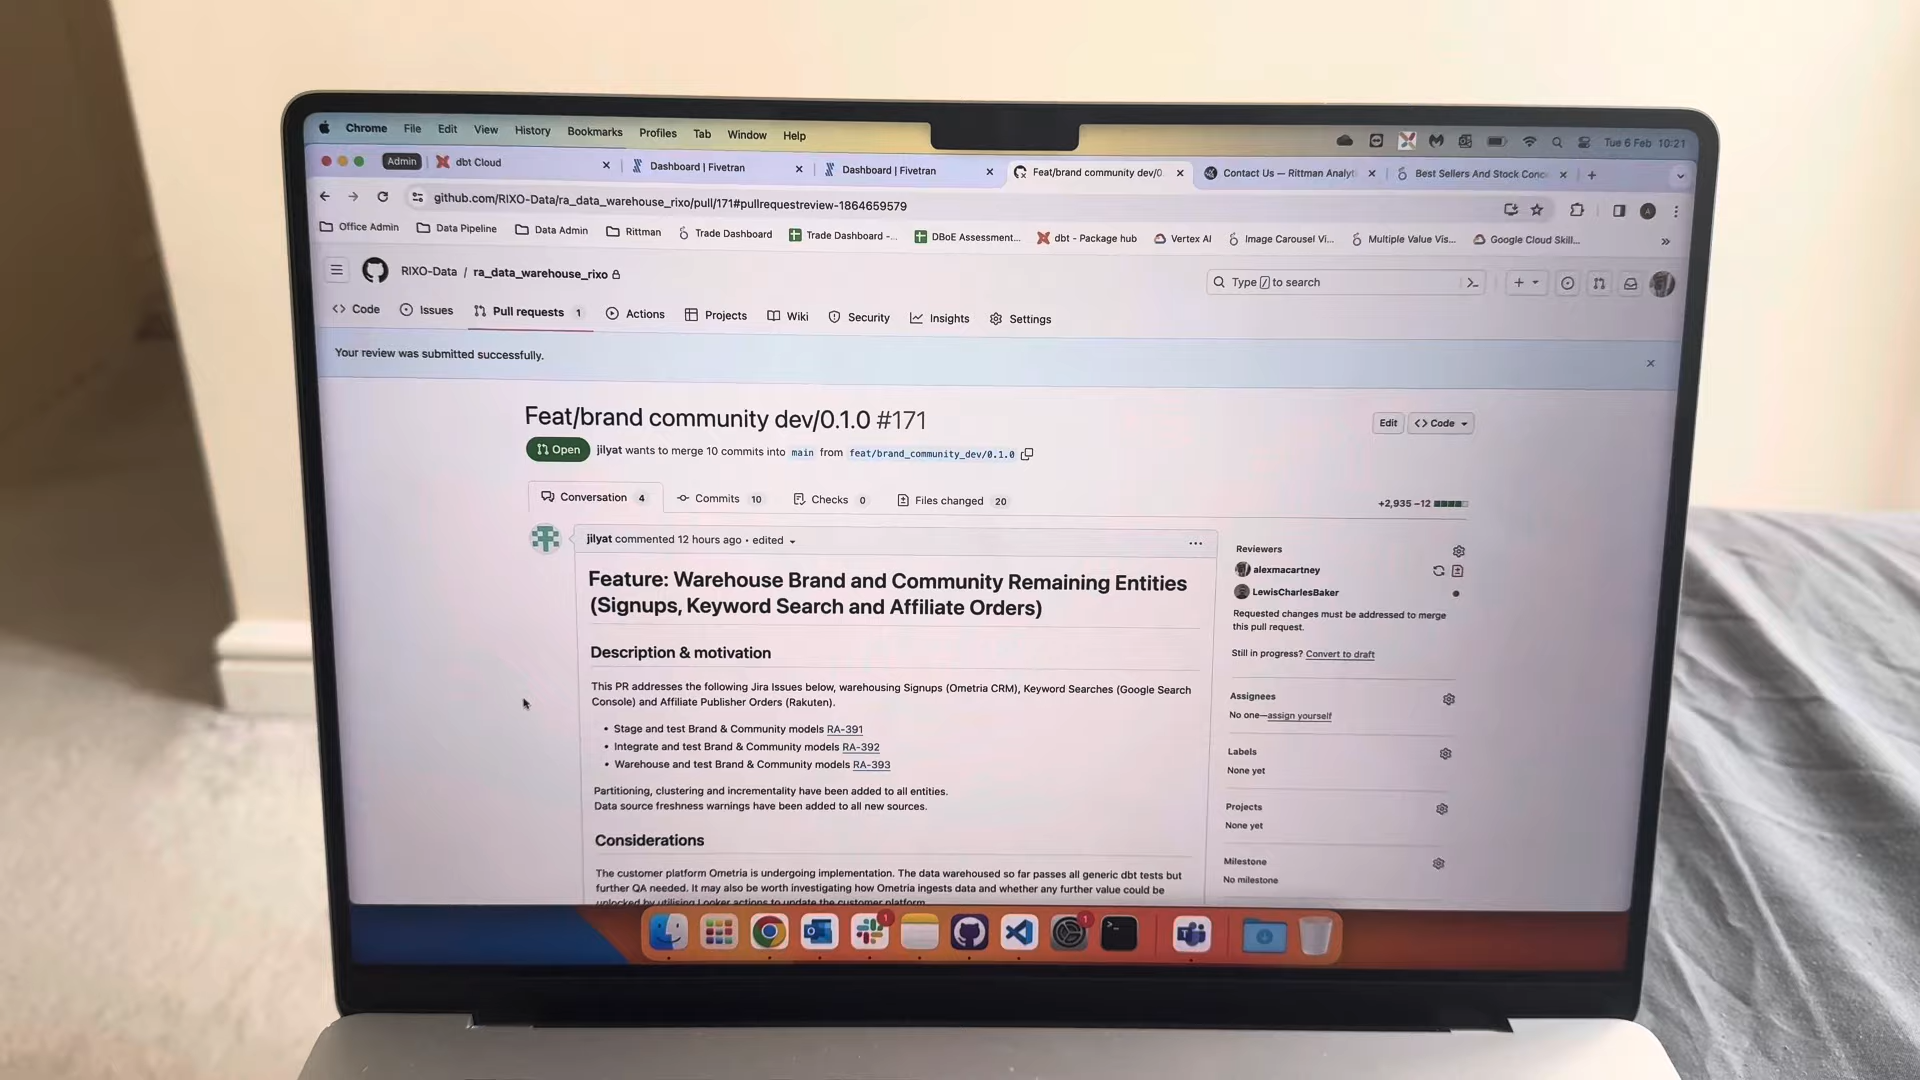 Chrome File Edit View History Bookmarks Profiles Tab Window Help
Tue 6 Feb 10:21
Admin
dbt Cloud
Dashboard | Fivetran
Dashboard | Fivetran
Feat/brand community dev/0
Contact Us — Rittman Analyt
Best Sellers And Stock Conc
github.com/RIXO-Data/ra_data_warehouse_rixo/pull/171#pullrequestreview-1864659579
Office Admin
Data Pipeline
Data Admin
Rittman
Trade Dashboard
Trade Dashboard -...
DBoE Assessment...
dbt - Package hub
Vertex AI
Image Carousel Vi...
Multiple Value Vis...
Google Cloud Skill...
RIXO-Data / ra_data_warehouse_rixo
Type / to search
Code
Issues
Pull requests 1
Actions
Projects
Wiki
Security
Insights
Settings
Your review was submitted successfully.
Feat/brand community dev/0.1.0 #171
Edit
<> Code
Open
jilyat wants to merge 10 commits into main from feat/brand_community_dev/0.1.0
Conversation 4
Commits 10
Checks 0
Files changed 20
+2,935 −12
jilyat commented 12 hours ago • edited
Feature: Warehouse Brand and Community Remaining Entities
(Signups, Keyword Search and Affiliate Orders)
Description & motivation
This PR addresses the following Jira Issues below, warehousing Signups (Ometria CRM), Keyword Searches (Google Search
Console) and Affiliate Publisher Orders (Rakuten).
• Stage and test Brand & Community models RA-391
• Integrate and test Brand & Community models RA-392
• Warehouse and test Brand & Community models RA-393
Partitioning, clustering and incrementality have been added to all entities.
Data source freshness warnings have been added to all new sources.
Considerations
The customer platform Ometria is undergoing implementation. The data warehoused so far passes all generic dbt tests but
further QA needed. It may also be worth investigating how Ometria ingests data and whether any further value could be
unlocked by utilising Looker actions to update the customer platform.
Reviewers
alexmacartney
LewisCharlesBaker
Requested changes must be addressed to merge
this pull request.
Still in progress? Convert to draft
Assignees
No one—assign yourself
Labels
None yet
Projects
None yet
Milestone
No milestone
1
1